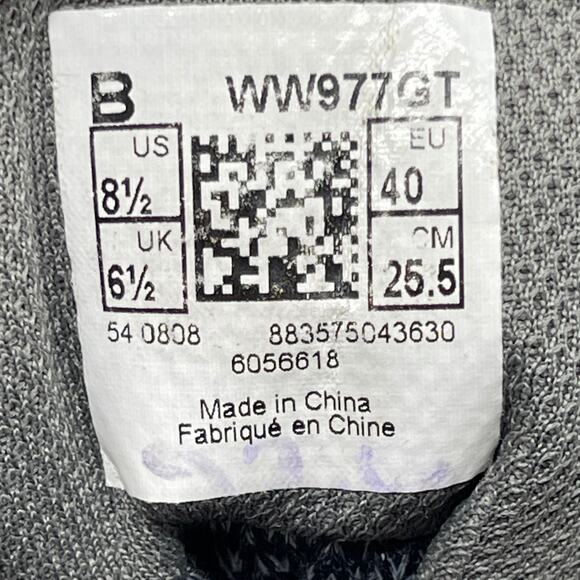 B WW977GT
US 8½ EU 40
UK 6½ CM 25.5
54 0808 883575043630
6056618
Made in China
Fabriqué en Chine